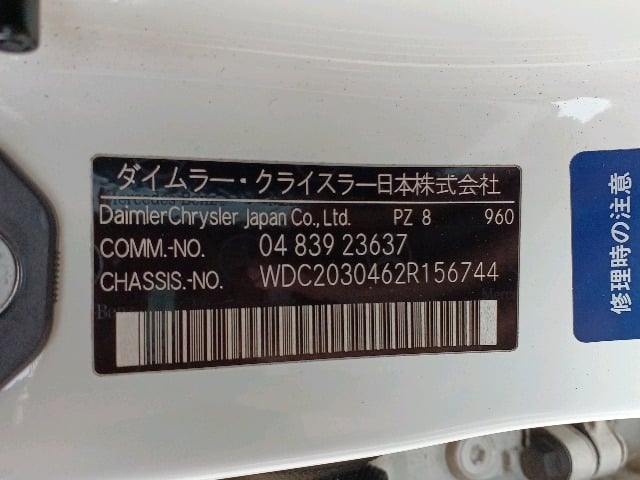 ダイムラー・クライスラー日本株式会社
DaimlerChrysler Japan Co., Ltd. PZ 8 960
COMM.-NO. 04 839 23637
CHASSIS.-NO. WDC2030462R156744
修理時の注意